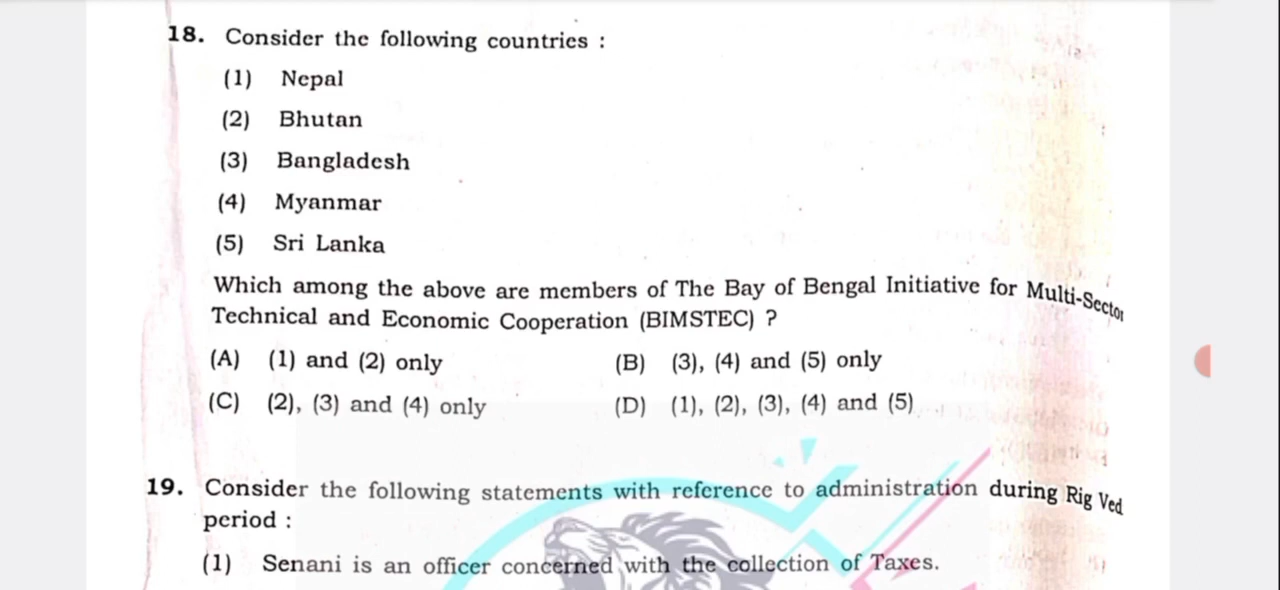 18. Consider the following countries :
(1) Nepal
(2) Bhutan
(3) Bangladesh
(4) Myanmar
(5) Sri Lanka
Which among the above are members of The Bay of Bengal Initiative for Multi-Sector
Technical and Economic Cooperation (BIMSTEC) ?
(A) (1) and (2) only (B) (3), (4) and (5) only
(C) (2), (3) and (4) only (D) (1), (2), (3), (4) and (5)
19. Consider the following statements with reference to administration during Rig Ved
period :
(1) Senani is an officer concerned with the collection of Taxes.